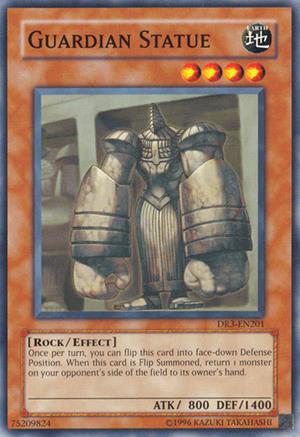 GUARDIAN STATUE
EARTH
地
DR3-EN201
[ROCK/EFFECT]
Once per turn, you can flip this card into face-down Defense
Position. When this card is Flip Summoned, return 1 monster
on your opponent's side of the field to its owner's hand.
ATK/ 800 DEF/1400
75209824
©1996 KAZUKI TAKAHASHI